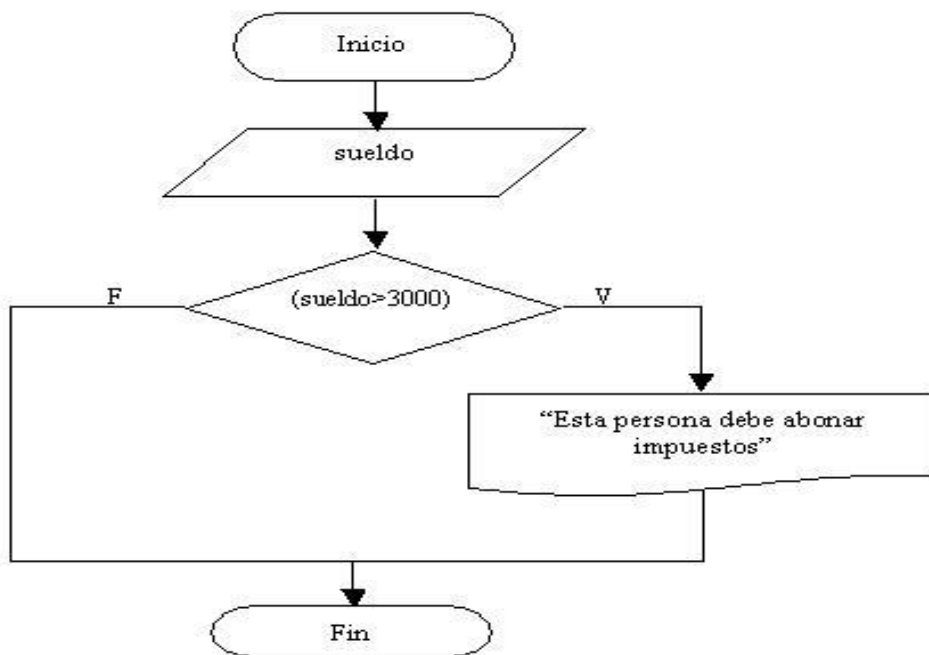 Inicio
sueldo
(sueldo>3000)
F
V
“Esta persona debe abonar
impuestos”
Fin